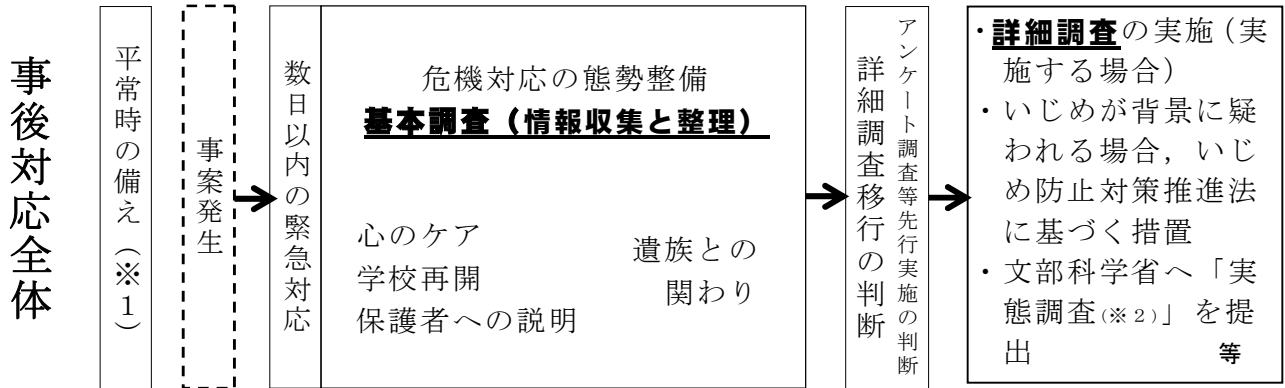 事後対応全体
平常時の備え（※１）
事案発生
数日以内の緊急対応
危機対応の態勢整備
基本調査（情報収集と整理）
心のケア
学校再開
保護者への説明
遺族との
関わり
詳細調査移行の判断
アンケート調査等先行実施の判断
・詳細調査の実施（実
施する場合）
・いじめが背景に疑
われる場合，いじ
め防止対策推進法
に基づく措置
・文部科学省へ「実
態調査(※２)」を提
出 等